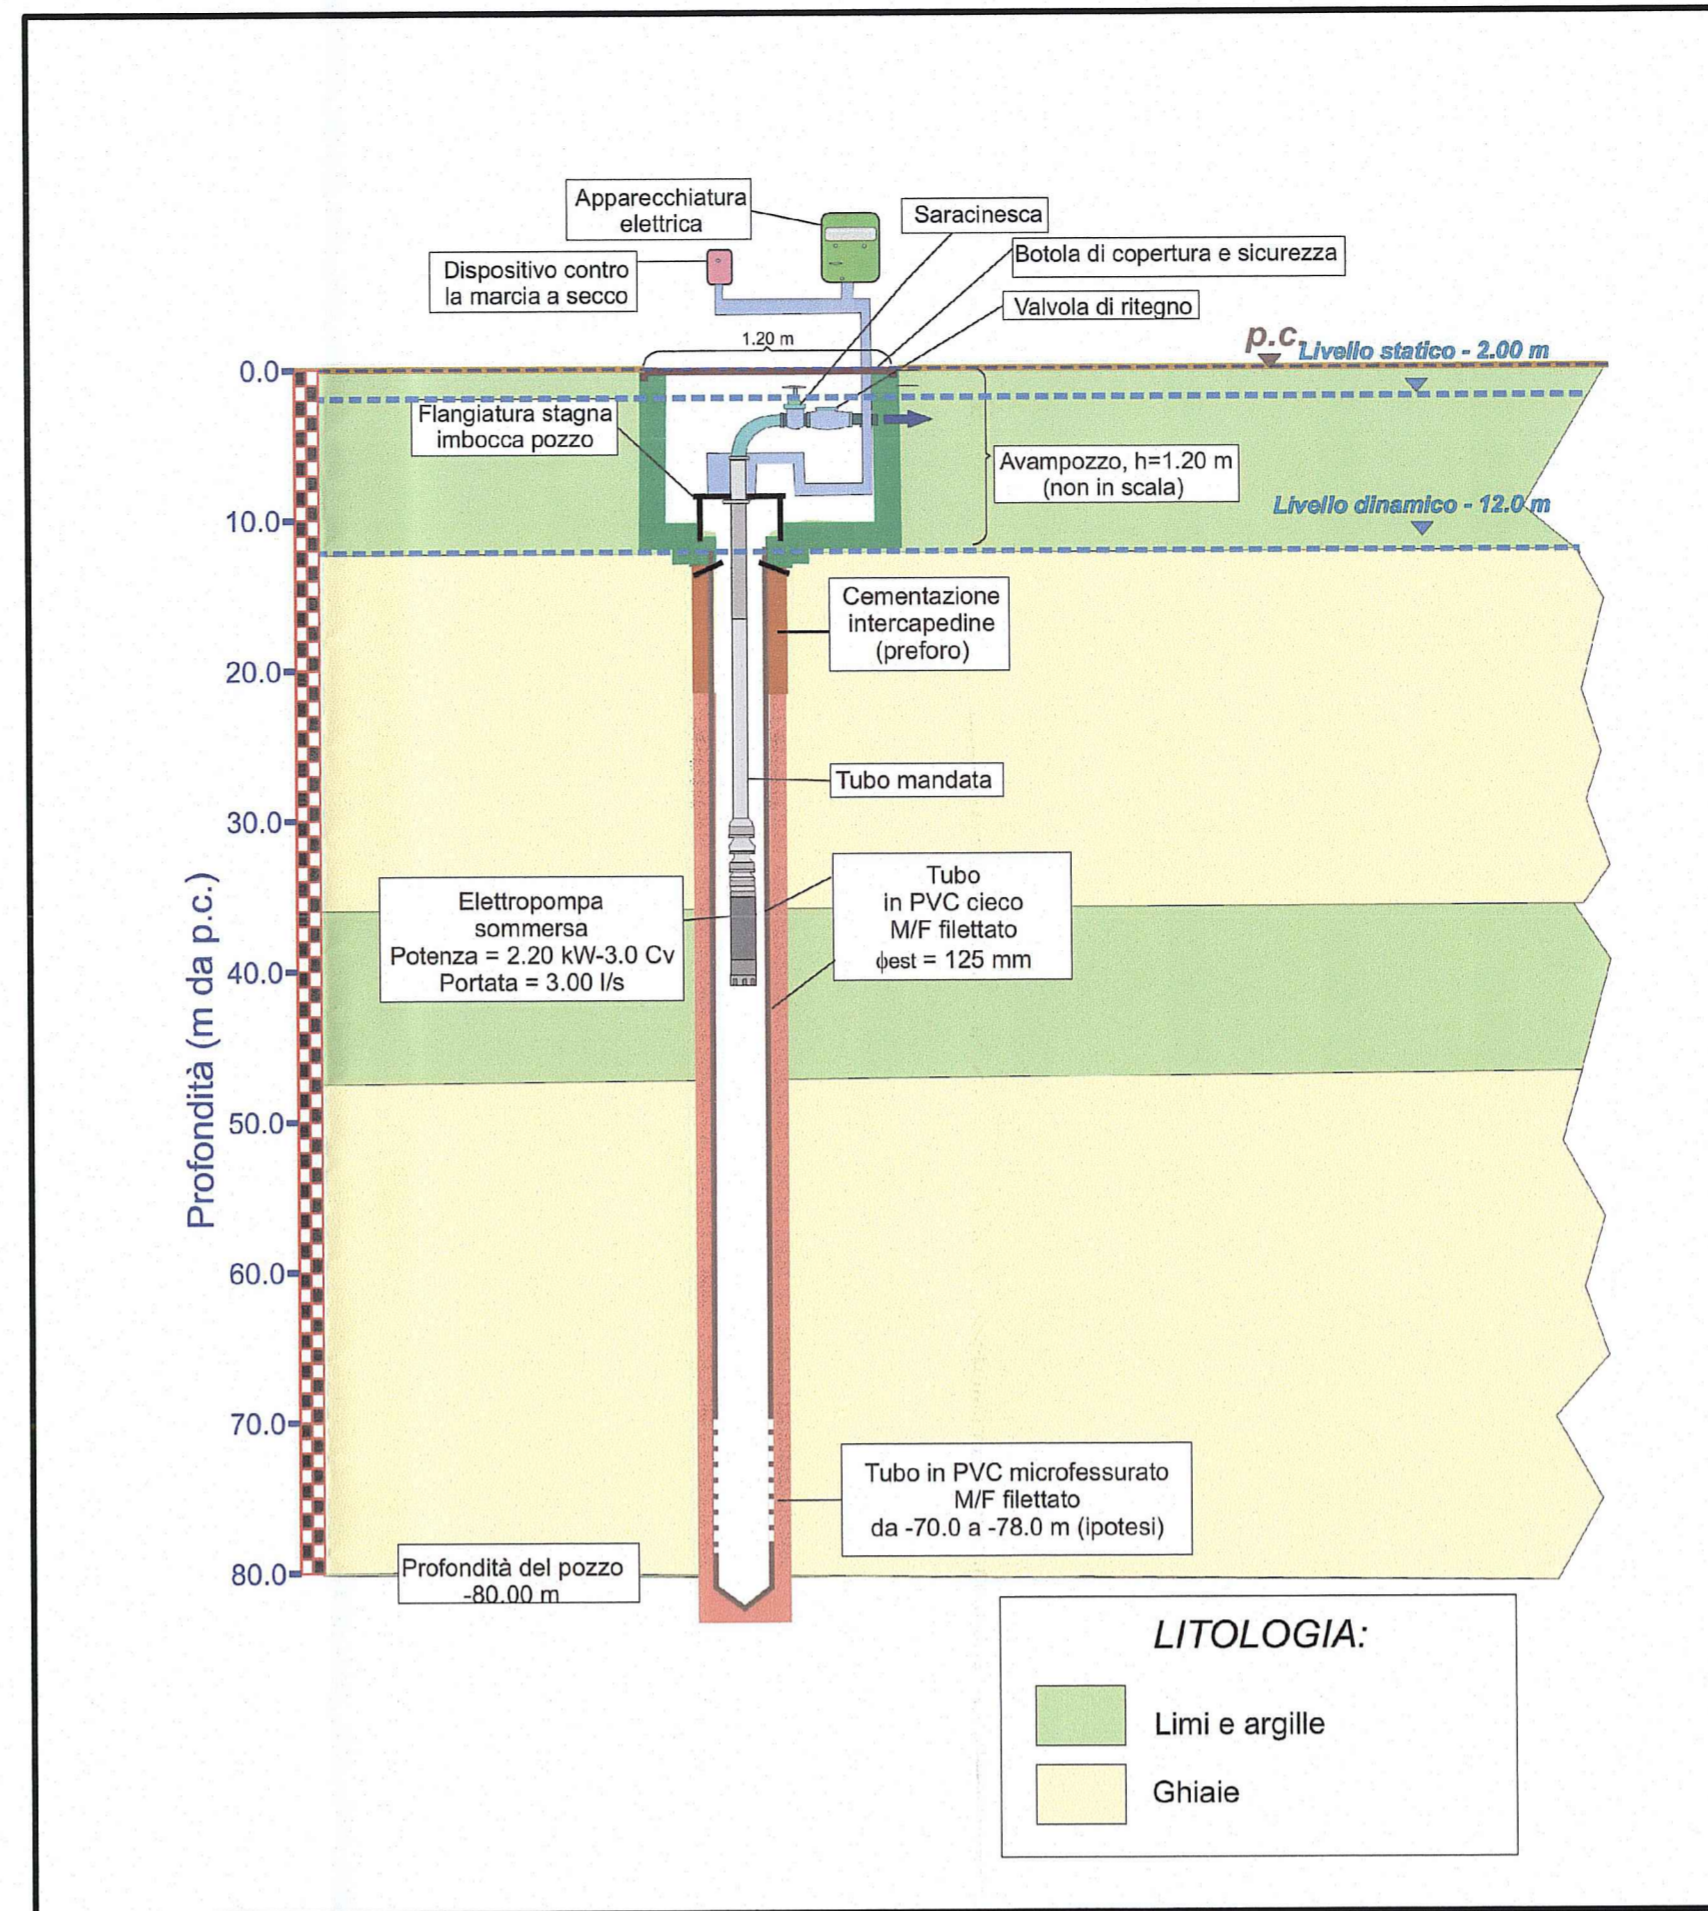 Apparecchiatura
elettrica
Saracinesca
Dispositivo contro
la marcia a secco
Botola di copertura e sicurezza
Valvola di ritegno
1.20 m
p.c.
Livello statico - 2.00 m
Flangiatura stagna
imbocca pozzo
Avampozzo, h=1.20 m
(non in scala)
Livello dinamico - 12.0 m
Cementazione
intercapedine
(preforo)
Tubo mandata
Elettropompa
sommersa
Potenza = 2.20 kW-3.0 Cv
Portata = 3.00 l/s
Tubo
in PVC cieco
M/F filettato
ϕest = 125 mm
Tubo in PVC microfessurato
M/F filettato
da -70.0 a -78.0 m (ipotesi)
Profondità del pozzo
-80.00 m
Profondità (m da p.c.)
0.0
10.0
20.0
30.0
40.0
50.0
60.0
70.0
80.0
LITOLOGIA:
Limi e argille
Ghiaie